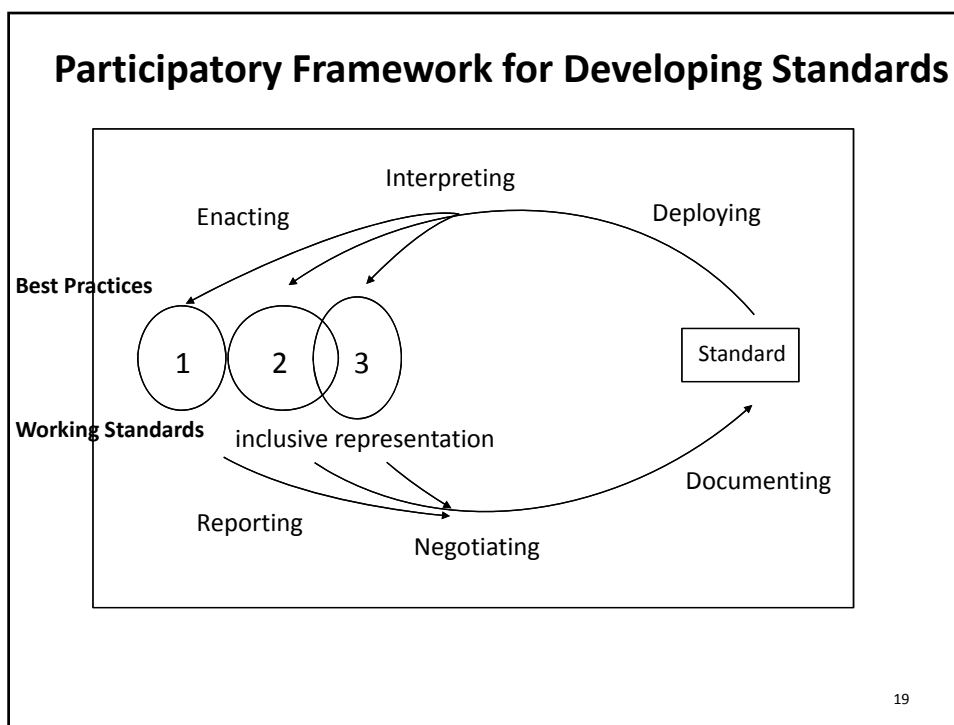 Participatory Framework for Developing Standards
Interpreting
Enacting
Deploying
Best Practices
1
2
3
Standard
Working Standards
inclusive representation
Documenting
Reporting
Negotiating
19